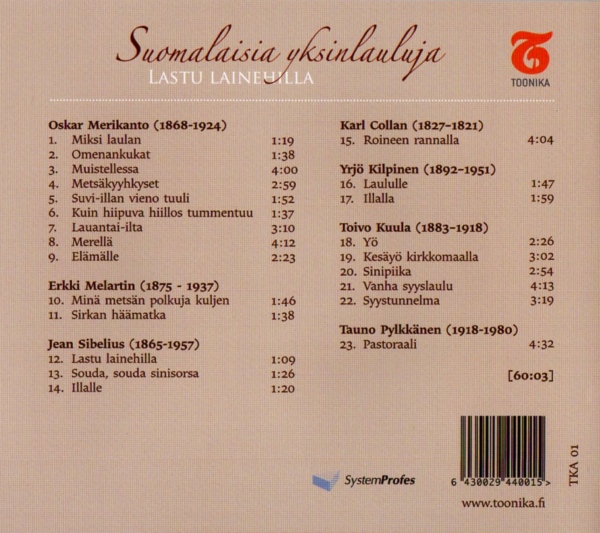 Suomalaisia yksinlauluja
LASTU LAINEHILLA
TOONIKA
Oskar Merikanto (1868-1924)
1. Miksi laulan 1:19
2. Omenankukat 1:38
3. Muistellessa 4:00
4. Metsäkyyhkyset 2:59
5. Suvi-illan vieno tuuli 1:52
6. Kuin hiipuva hiillos tummentuu 1:37
7. Lauantai-ilta 3:10
8. Merellä 4:12
9. Elämälle 2:23
Erkki Melartin (1875 - 1937)
10. Minä metsän polkuja kuljen 1:46
11. Sirkan häämatka 1:38
Jean Sibelius (1865-1957)
12. Lastu lainehilla 1:09
13. Souda, souda sinisorsa 1:26
14. Illalle 1:20
Karl Collan (1827–1821)
15. Roineen rannalla 4:04
Yrjö Kilpinen (1892–1951)
16. Laululle 1:47
17. Illalla 1:59
Toivo Kuula (1883–1918)
18. Yö 2:26
19. Kesäyö kirkkomaalla 3:02
20. Sinipiika 2:54
21. Vanha syyslaulu 4:13
22. Syystunnelma 3:19
Tauno Pylkkänen (1918-1980)
23. Pastoraali 4:32
[60:03]
SystemProfes
6 430029 440015 >
www.toonika.fi
TKA 01